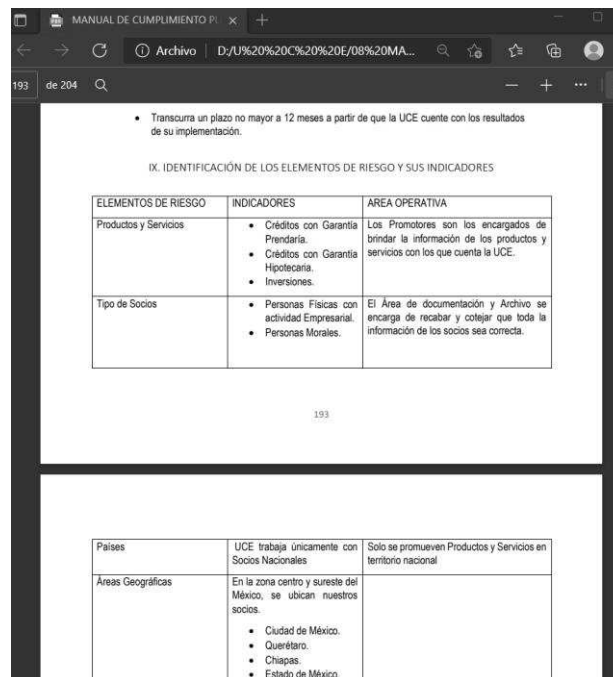 MANUAL DE CUMPLIMIENTO PL
Archivo D:/U%20%20C%20%20E/08%20MA...
193 de 204
• Transcurra un plazo no mayor a 12 meses a partir de que la UCE cuente con los resultados
de su implementación.
IX. IDENTIFICACIÓN DE LOS ELEMENTOS DE RIESGO Y SUS INDICADORES
ELEMENTOS DE RIESGO INDICADORES AREA OPERATIVA
Productos y Servicios
• Créditos con Garantía
Prendaría.
• Créditos con Garantía
Hipotecaria.
• Inversiones.
Los Promotores son los encargados de
brindar la información de los productos y
servicios con los que cuenta la UCE.
Tipo de Socios
• Personas Físicas con
actividad Empresarial.
• Personas Morales.
El Área de documentación y Archivo se
encarga de recabar y cotejar que toda la
información de los socios sea correcta.
193
Países
UCE trabaja únicamente con
Socios Nacionales
Solo se promueven Productos y Servicios en
territorio nacional
Áreas Geográficas
En la zona centro y sureste del
México, se ubican nuestros
socios.
• Ciudad de México.
• Querétaro.
• Chiapas.
• Estado de México.